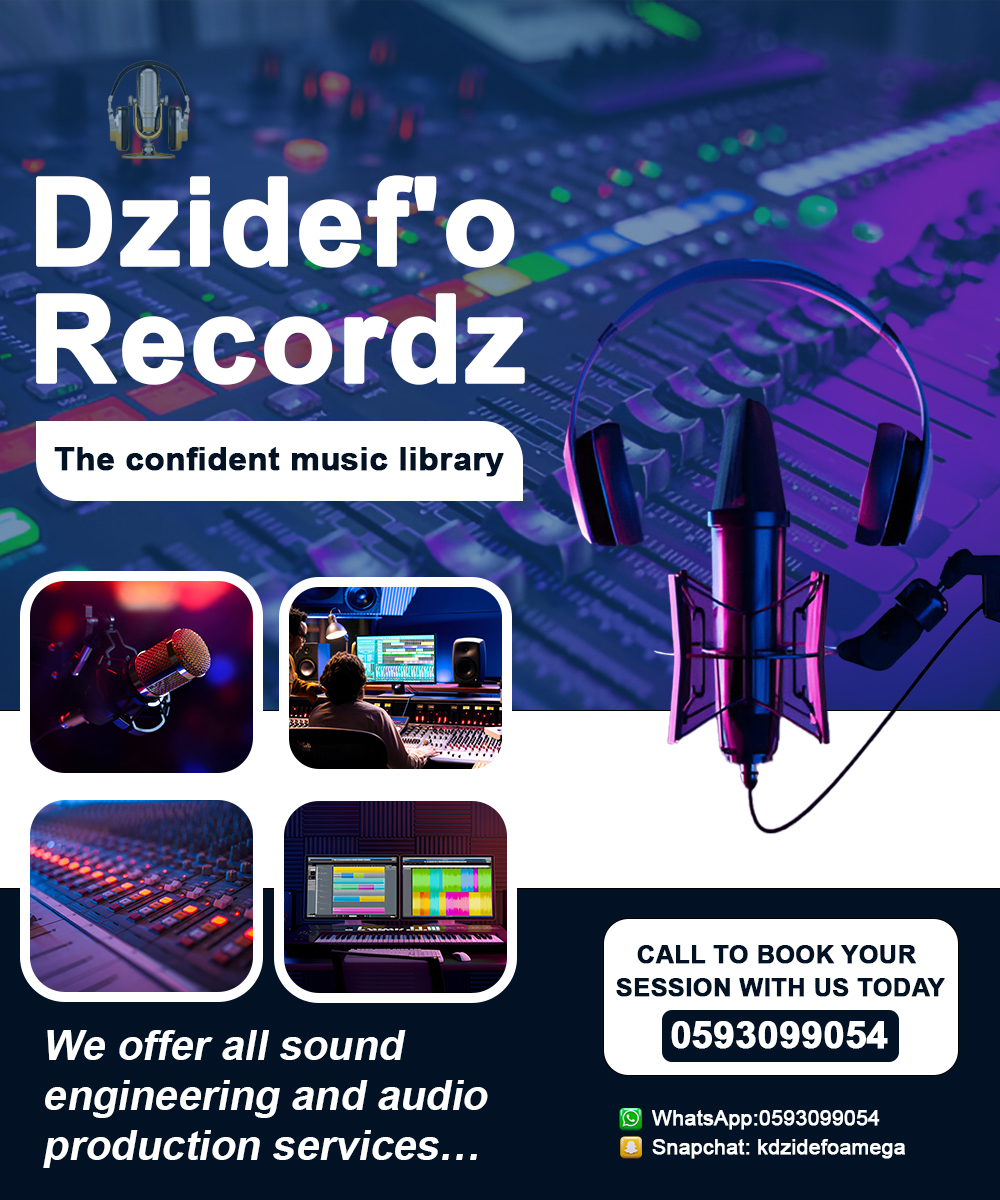 Dzidef'o
Recordz
The confident music library
CALL TO BOOK YOUR
SESSION WITH US TODAY
0593099054
We offer all sound
engineering and audio
production services...
WhatsApp:0593099054
Snapchat: kdzidefoamega